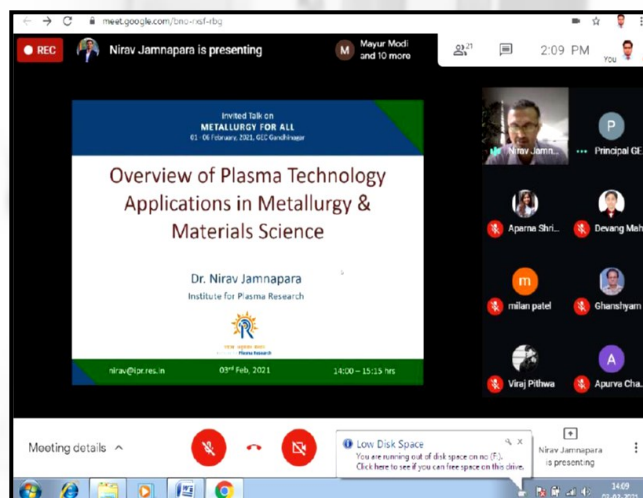 meet.google.com/bno-nxsf-rbg
REC
Nirav Jamnapara is presenting
M
Mayur Modi
and 10 more
21
2:09 PM
You
Invited Talk on
METALLURGY FOR ALL
01 - 06 February, 2021, GEC Gandhinagar
Overview of Plasma Technology
Applications in Metallurgy &
Materials Science
Dr. Nirav Jamnapara
Institute for Plasma Research
nirav@ipr.res.in
03rd Feb, 2021
14:00 – 15:15 hrs
Nirav Jamn...
P
Principal GE
Aparna Shri...
Devang Mah
m
milan patel
Ghanshyam
Viraj Pithwa
A
Apurva Cha..
Meeting details
Low Disk Space
You are running out of disk space on no (F:).
Click here to see if you can free space on this drive.
Nirav Jamnapara
is presenting
14:09